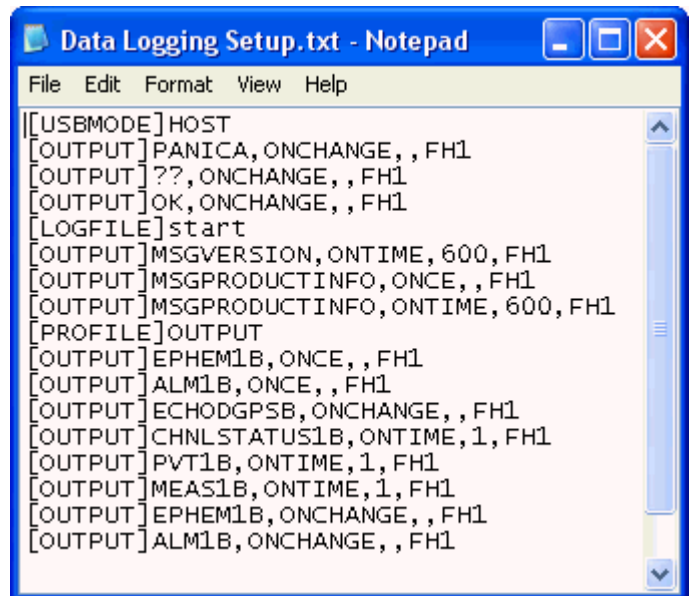 Data Logging Setup.txt - Notepad
File Edit Format View Help
[USBMODE]HOST
[OUTPUT]PANICA,ONCHANGE,,FH1
[OUTPUT]??,ONCHANGE,,FH1
[OUTPUT]OK,ONCHANGE,,FH1
[LOGFILE]start
[OUTPUT]MSGVERSION,ONTIME,600,FH1
[OUTPUT]MSGPRODUCTINFO,ONCE,,FH1
[OUTPUT]MSGPRODUCTINFO,ONTIME,600,FH1
[PROFILE]OUTPUT
[OUTPUT]EPHEM1B,ONCE,,FH1
[OUTPUT]ALM1B,ONCE,,FH1
[OUTPUT]ECHODGPSB,ONCHANGE,,FH1
[OUTPUT]CHNLSTATUS1B,ONTIME,1,FH1
[OUTPUT]PVT1B,ONTIME,1,FH1
[OUTPUT]MEAS1B,ONTIME,1,FH1
[OUTPUT]EPHEM1B,ONCHANGE,,FH1
[OUTPUT]ALM1B,ONCHANGE,,FH1